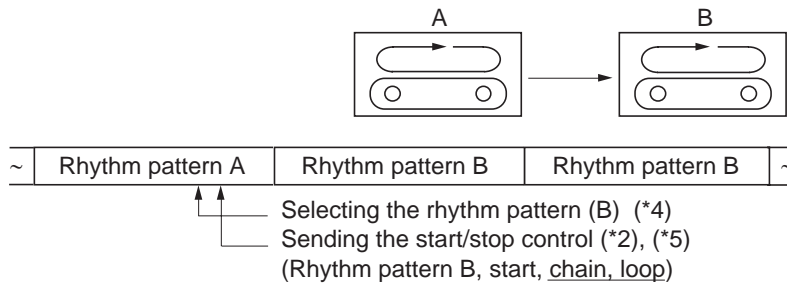 A B
~ Rhythm pattern A Rhythm pattern B Rhythm pattern B ~
Selecting the rhythm pattern (B) (*4)
Sending the start/stop control (*2), (*5)
(Rhythm pattern B, start, chain, loop)